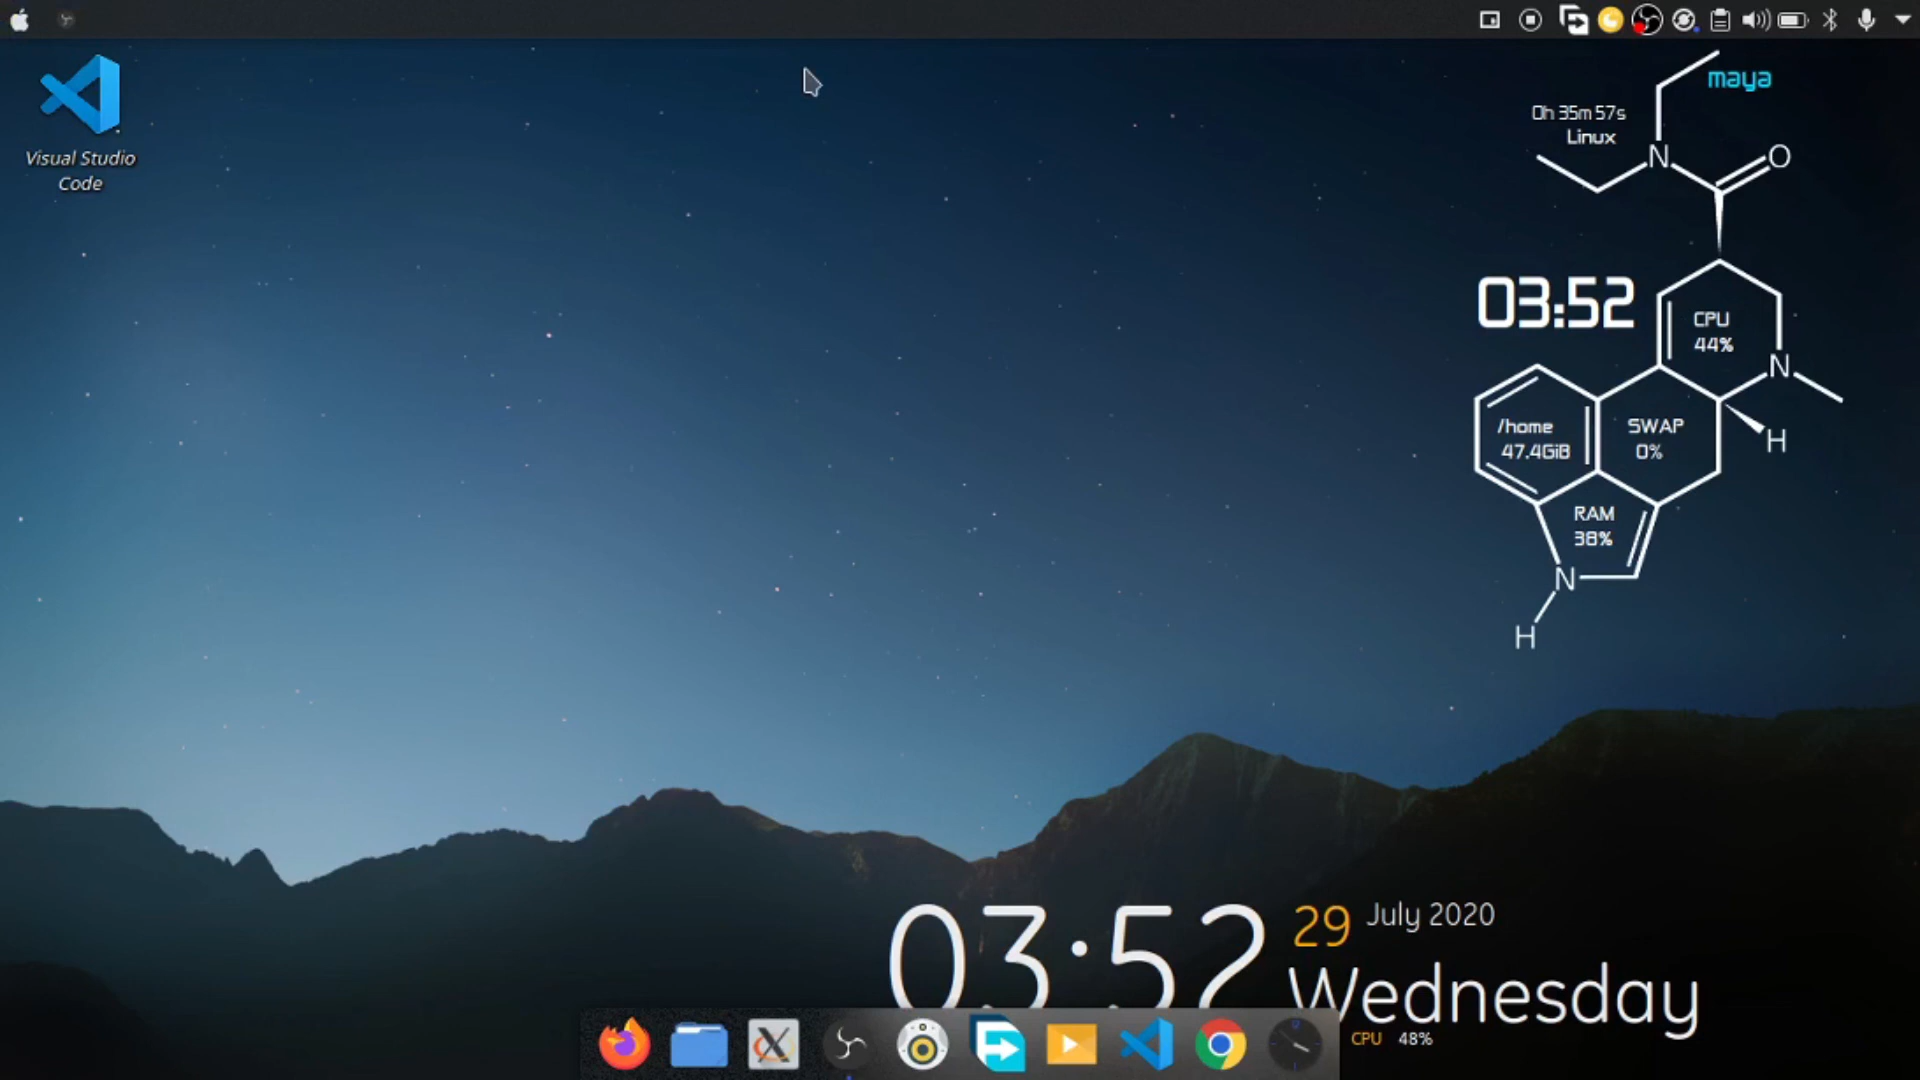 Visual Studio
Code
maya
0h 35m 57s
Linux
N
O
03:52
CPU
44%
N
/home
47.4GiB
SWAP
0%
H
RAM
38%
N
H
03:52
29
July 2020
Wednesday
CPU 48%